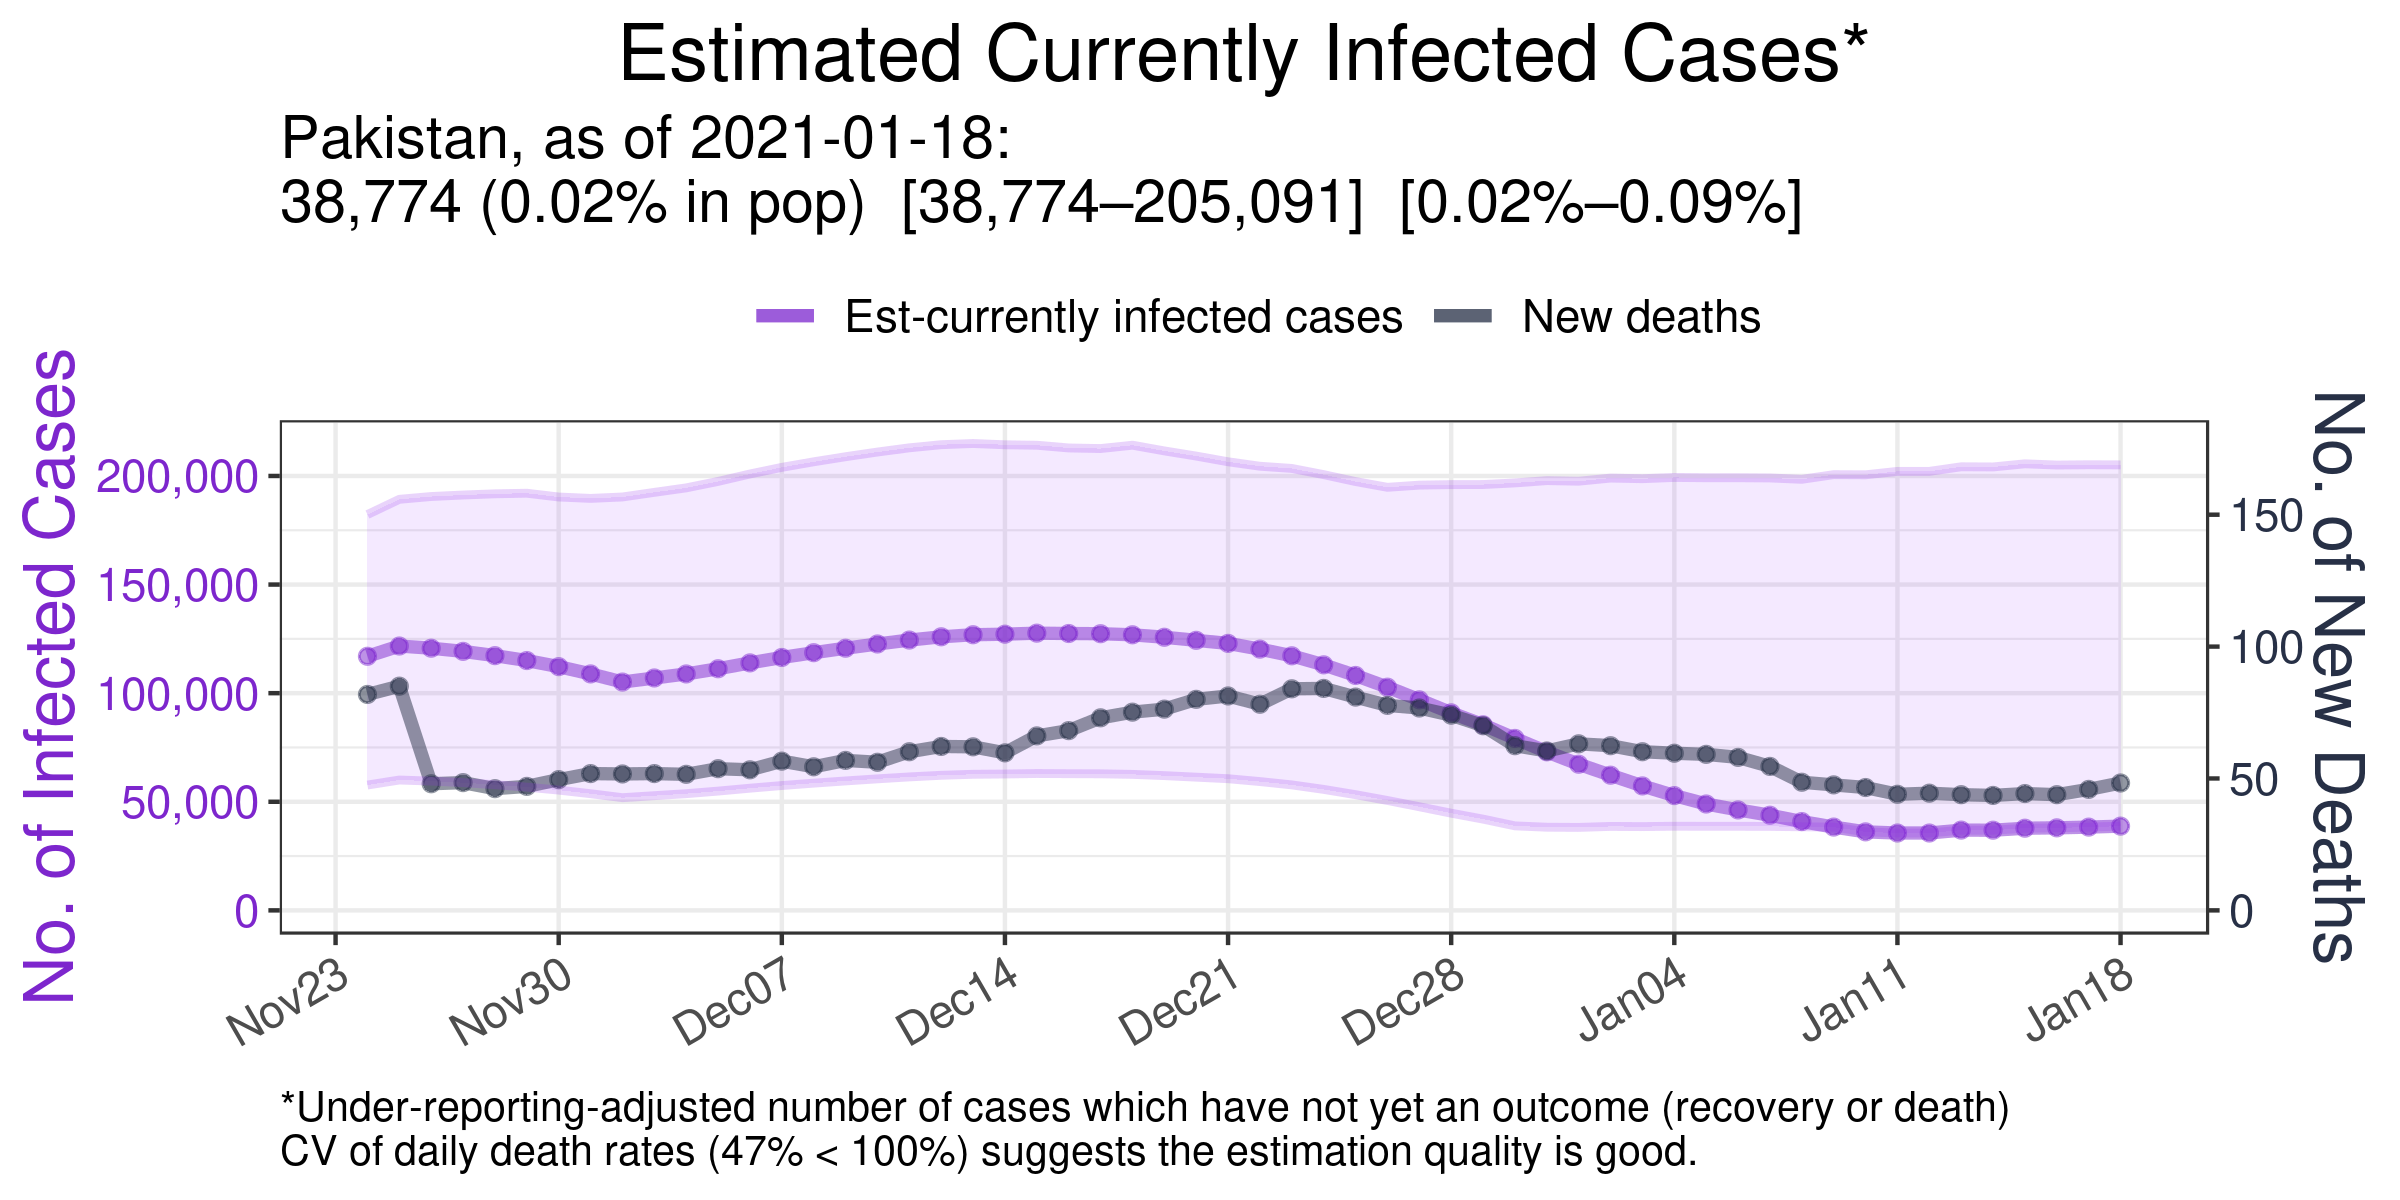 Estimated Currently Infected Cases*
Pakistan, as of 2021-01-18:
38,774 (0.02% in pop)  [38,774–205,091]  [0.02%–0.09%]
Est-currently infected cases
New deaths
No. of Infected Cases
200,000
150,000
100,000
50,000
0
No. of New Deaths
150
100
50
0
Nov23
Nov30
Dec07
Dec14
Dec21
Dec28
Jan04
Jan11
Jan18
*Under-reporting-adjusted number of cases which have not yet an outcome (recovery or death)
CV of daily death rates (47% < 100%) suggests the estimation quality is good.